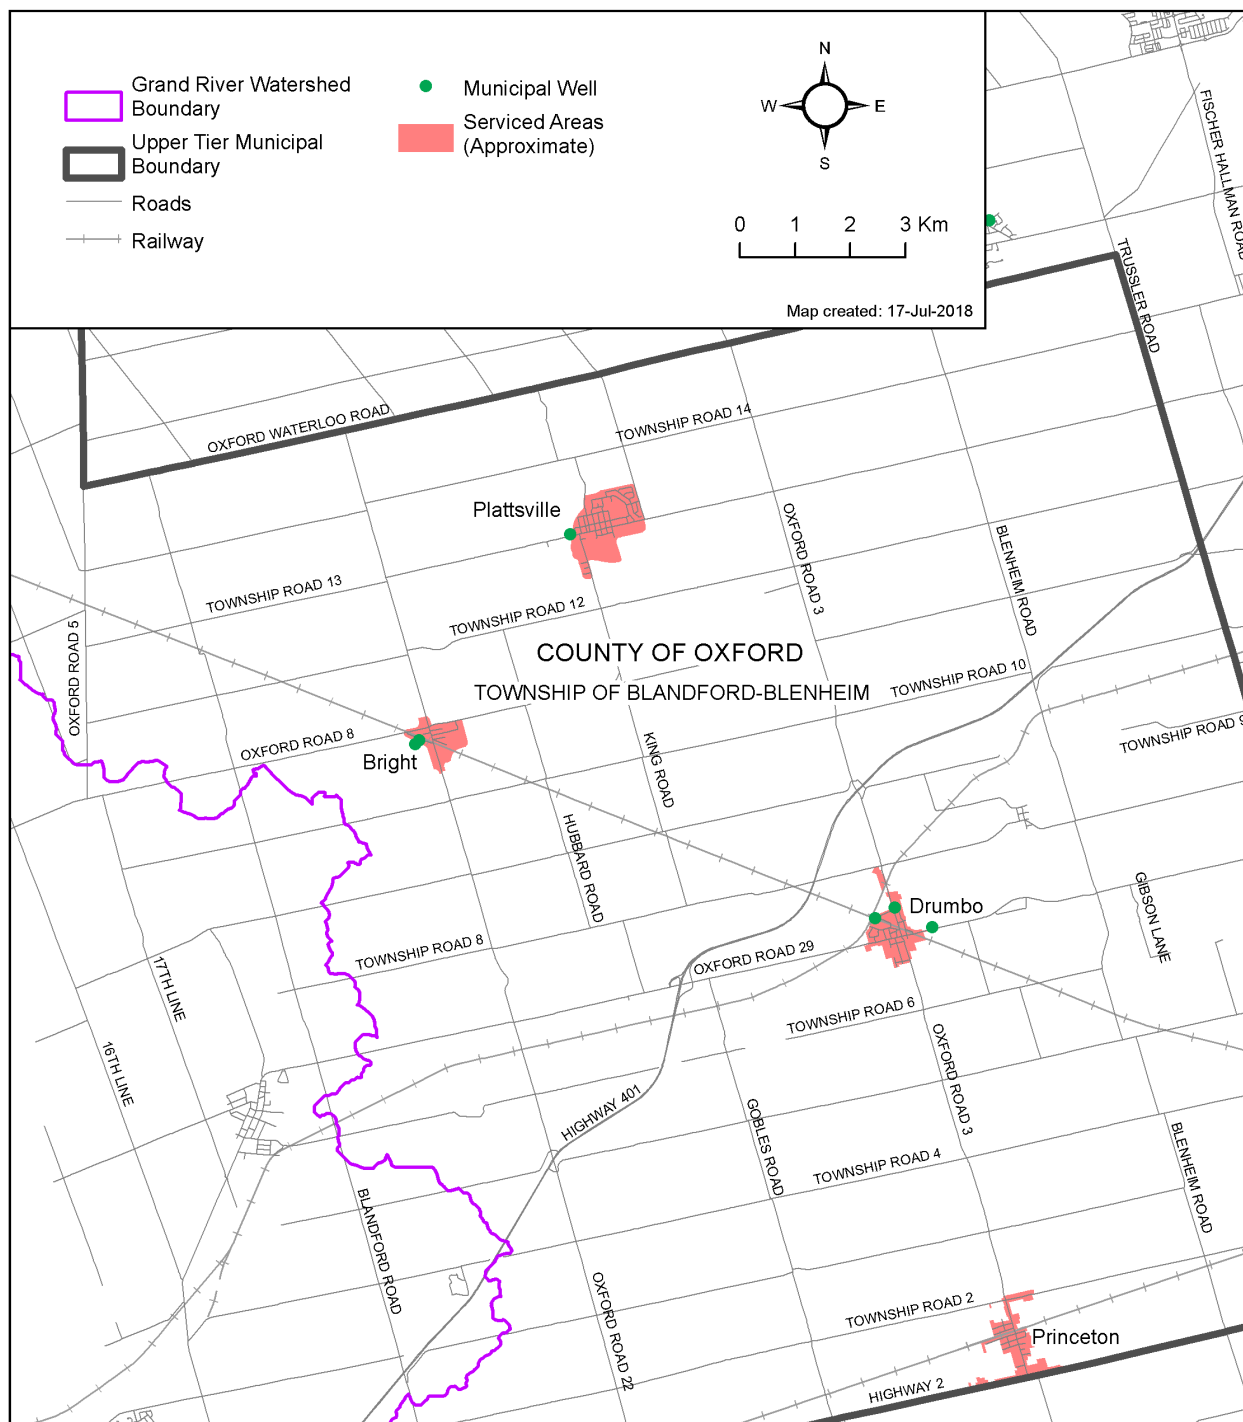 Grand River Watershed
Boundary
Upper Tier Municipal
Boundary
Roads
Railway
Municipal Well
Serviced Areas
(Approximate)
N
W
E
S
0 1 2 3 Km
Map created: 17-Jul-2018
FISCHER HALLMAN ROAD
TRUSSLER ROAD
OXFORD WATERLOO ROAD
TOWNSHIP ROAD 14
Plattsville
OXFORD ROAD 3
BLENHEIM ROAD
TOWNSHIP ROAD 13
TOWNSHIP ROAD 12
OXFORD ROAD 5
COUNTY OF OXFORD
TOWNSHIP OF BLANDFORD-BLENHEIM
TOWNSHIP ROAD 10
TOWNSHIP ROAD 9
OXFORD ROAD 8
Bright
KING ROAD
HUBBARD ROAD
Drumbo
GIBSON LANE
TOWNSHIP ROAD 8
OXFORD ROAD 29
17TH LINE
TOWNSHIP ROAD 6
16TH LINE
OXFORD ROAD 3
HIGHWAY 401
GOBLES ROAD
BLENHEIM ROAD
TOWNSHIP ROAD 4
BLANDFORD ROAD
OXFORD ROAD 22
TOWNSHIP ROAD 2
Princeton
HIGHWAY 2